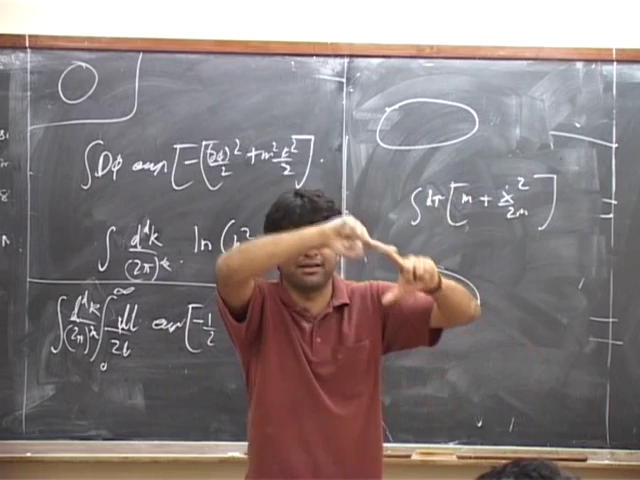 ∫Dφ exp[-[(∂φ)²/2 + m²φ²/2].
∫ d^dk/(2π)^d . ln (k²
∫ d^dk/(2π)^d ∫_0^∞ dl/2l exp[-1/2
∫dτ[m + ẋ²/2m]